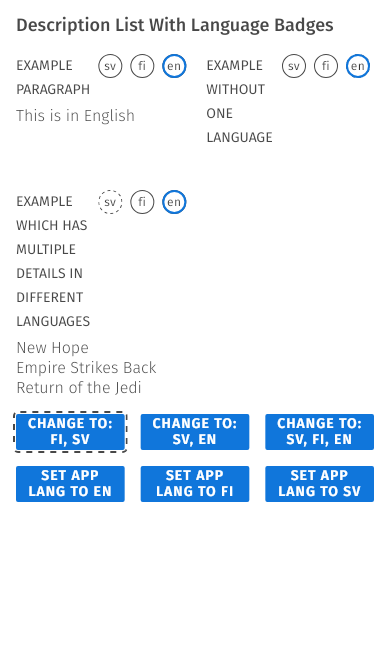 Description List With Language Badges
EXAMPLE PARAGRAPH
sv fi en
This is in English
EXAMPLE WITHOUT ONE LANGUAGE
sv fi en
EXAMPLE WHICH HAS MULTIPLE DETAILS IN DIFFERENT LANGUAGES
sv fi en
New Hope
Empire Strikes Back
Return of the Jedi
CHANGE TO: FI, SV
CHANGE TO: SV, EN
CHANGE TO: SV, FI, EN
SET APP LANG TO EN
SET APP LANG TO FI
SET APP LANG TO SV